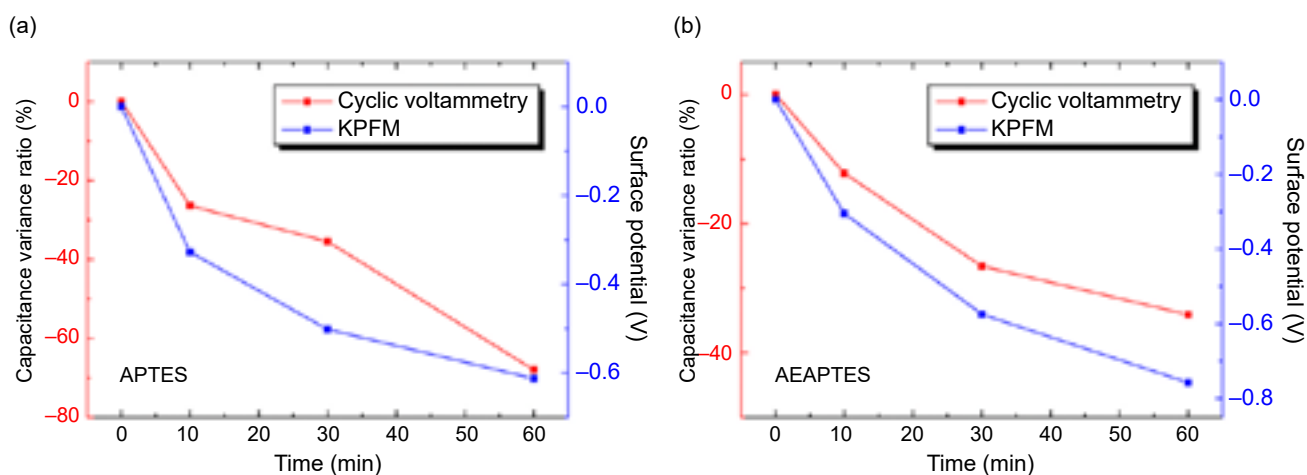 (a)
Capacitance variance ratio (%)
0
–20
–40
–60
–80
Cyclic voltammetry
KPFM
APTES
0.0
–0.2
–0.4
–0.6
Surface potential (V)
0 10 20 30 40 50 60
Time (min)
(b)
Capacitance variance ratio (%)
0
–20
–40
Cyclic voltammetry
KPFM
AEAPTES
0.0
–0.2
–0.4
–0.6
–0.8
Surface potential (V)
0 10 20 30 40 50 60
Time (min)